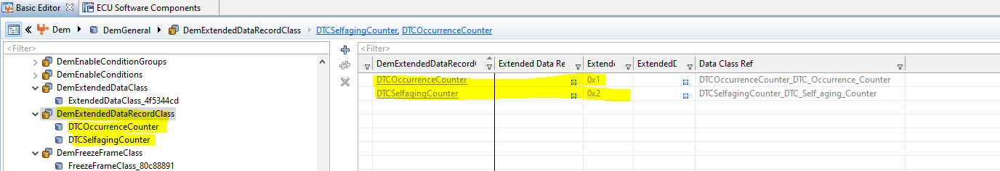 Basic Editor ECU Software Components
Dem DemGeneral DemExtendedDataRecordClass DTCSelfagingCounter, DTCOccurrenceCounter
<Filter>
DemEnableConditionGroups
DemEnableConditions
DemExtendedDataClass
ExtendedDataClass_4f5344cd
DemExtendedDataRecordClass
DTCOccurrenceCounter
DTCSelfagingCounter
DemFreezeFrameClass
FreezeFrameClass_80c88891
<Filter>
DemExtendedDataRecord Extended Data Re Extende ExtendedD Data Class Ref
DTCOccurrenceCounter 0x1 DTCOccurrenceCounter_DTC_Occurrence_Counter
DTCSelfagingCounter 0x2 DTCSelfagingCounter_DTC_Self_aging_Counter